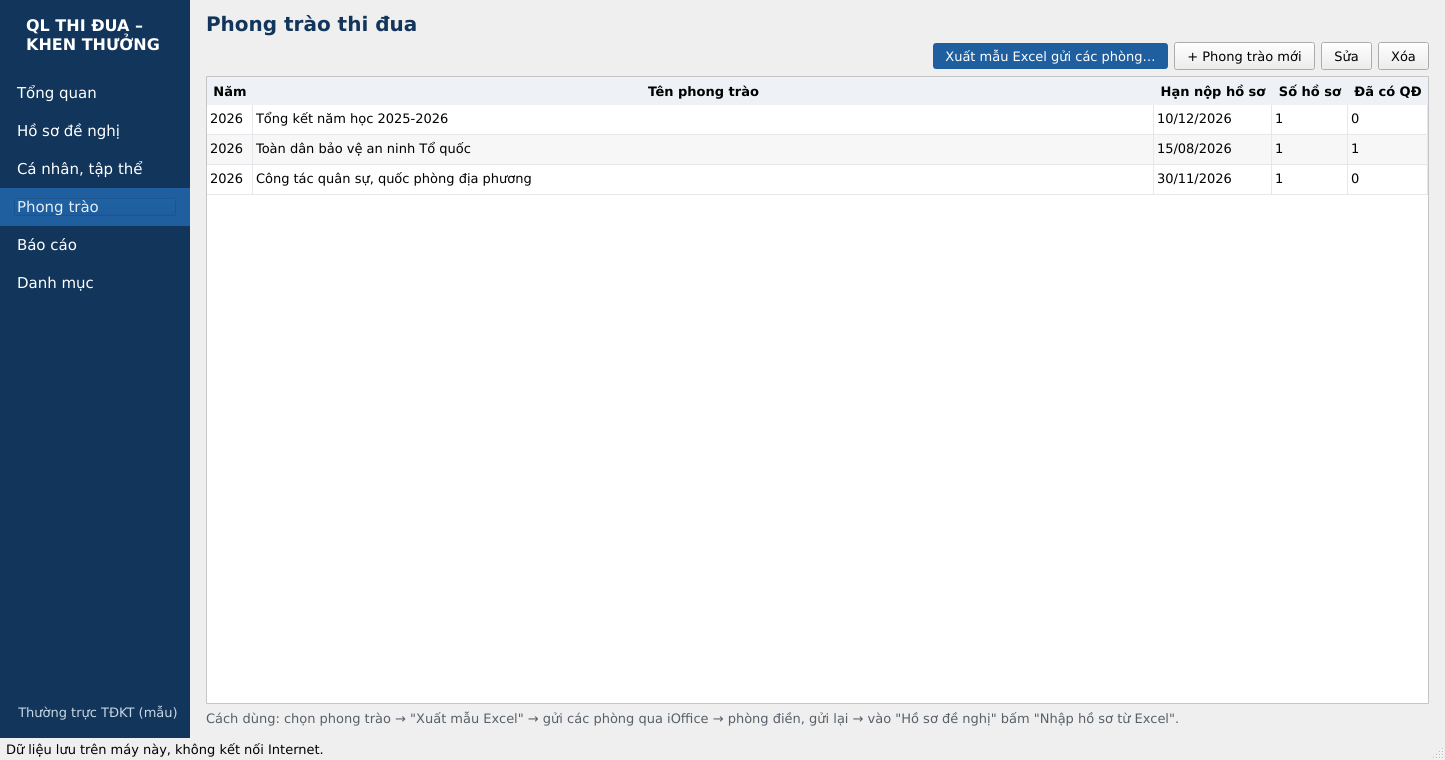 QL THI ĐUA –
KHEN THƯỞNG
Tổng quan
Hồ sơ đề nghị
Cá nhân, tập thể
Phong trào
Báo cáo
Danh mục
Thường trực TĐKT (mẫu)
Phong trào thi đua
Xuất mẫu Excel gửi các phòng... + Phong trào mới Sửa Xóa
Năm Tên phong trào Hạn nộp hồ sơ Số hồ sơ Đã có QĐ
2026 Tổng kết năm học 2025-2026 10/12/2026 1 0
2026 Toàn dân bảo vệ an ninh Tổ quốc 15/08/2026 1 1
2026 Công tác quân sự, quốc phòng địa phương 30/11/2026 1 0
Cách dùng: chọn phong trào → "Xuất mẫu Excel" → gửi các phòng qua iOffice → phòng điền, gửi lại → vào "Hồ sơ đề nghị" bấm "Nhập hồ sơ từ Excel".
Dữ liệu lưu trên máy này, không kết nối Internet.